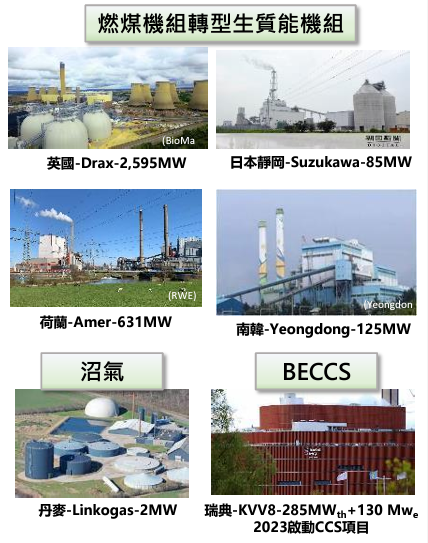 燃煤機組轉型生質能機組
(BioMa
英國-Drax-2,595MW
日本靜岡-Suzukawa-85MW
(RWE)
荷蘭-Amer-631MW
(Yeongdon
南韓-Yeongdong-125MW
沼氣
BECCS
丹麥-Linkogas-2MW
瑞典-KVV8-285MWth+130 Mwe
2023啟動CCS項目